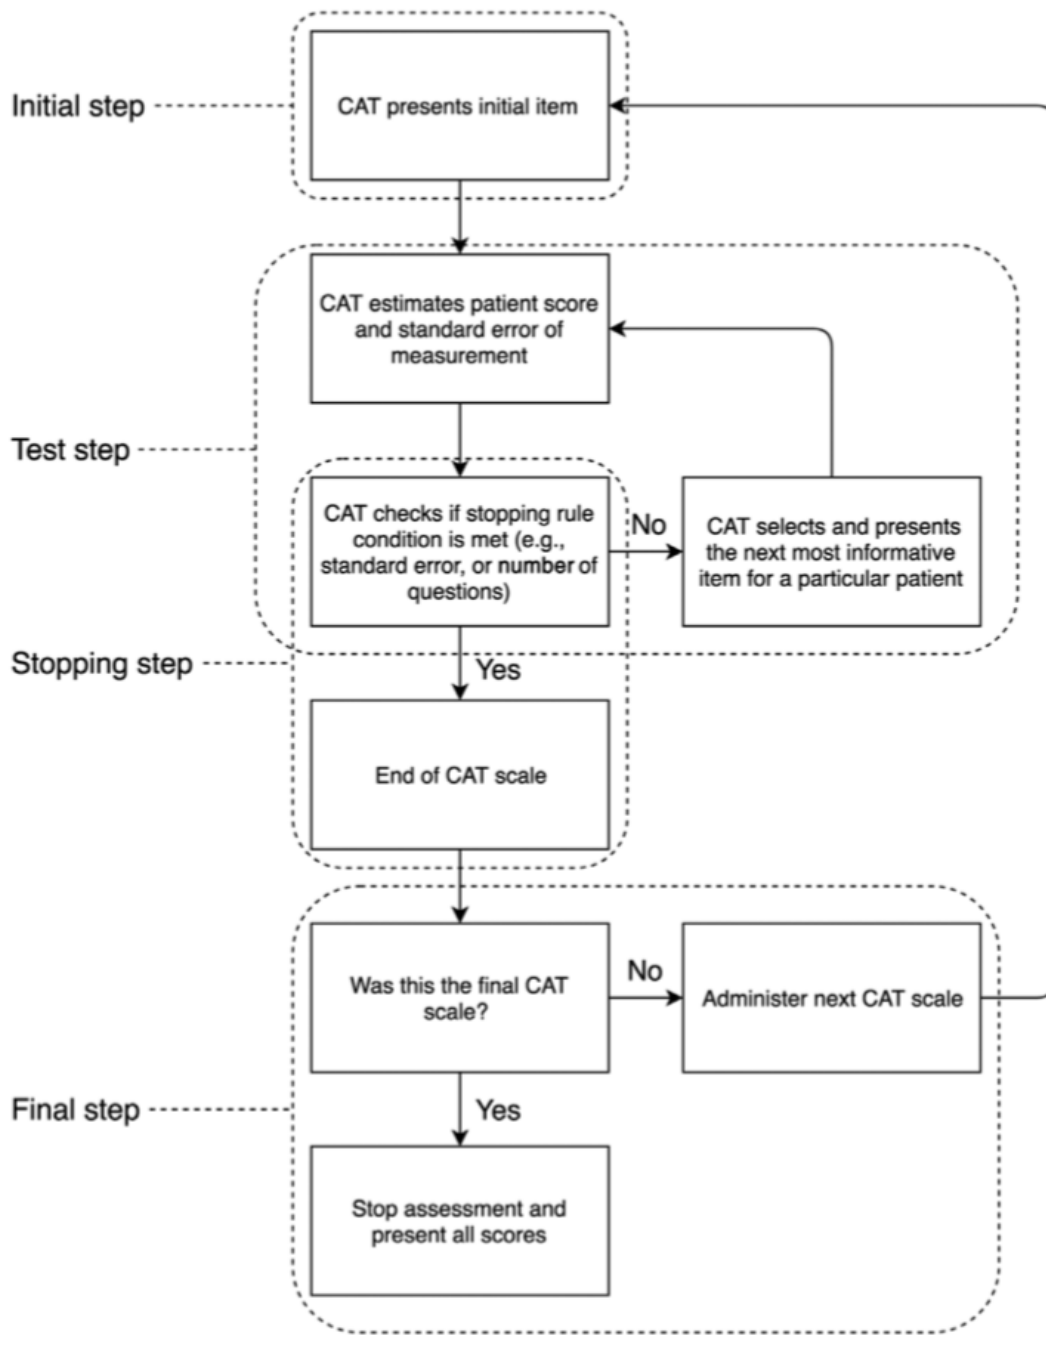 Initial step
CAT presents initial item
CAT estimates patient score
and standard error of
measurement
Test step
CAT checks if stopping rule
condition is met (e.g.,
standard error, or number of
questions)
No
CAT selects and presents
the next most informative
item for a particular patient
Stopping step
Yes
End of CAT scale
Was this the final CAT
scale?
No
Administer next CAT scale
Final step
Yes
Stop assessment and
present all scores